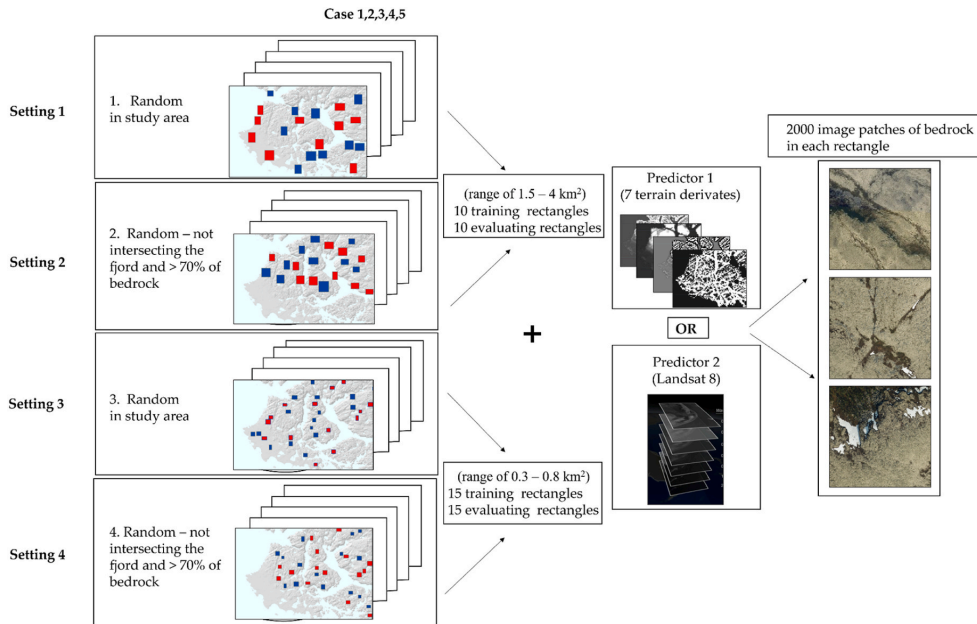 Case 1,2,3,4,5
Setting 1
1. Random
in study area
Setting 2
2. Random – not
intersecting the
fjord and > 70% of
bedrock
Setting 3
3. Random
in study area
Setting 4
4. Random – not
intersecting the
fjord and > 70% of
bedrock
(range of 1.5 – 4 km²)
10 training rectangles
10 evaluating rectangles
+
(range of 0.3 – 0.8 km²)
15 training rectangles
15 evaluating rectangles
Predictor 1
(7 terrain derivates)
OR
Predictor 2
(Landsat 8)
2000 image patches of bedrock
in each rectangle